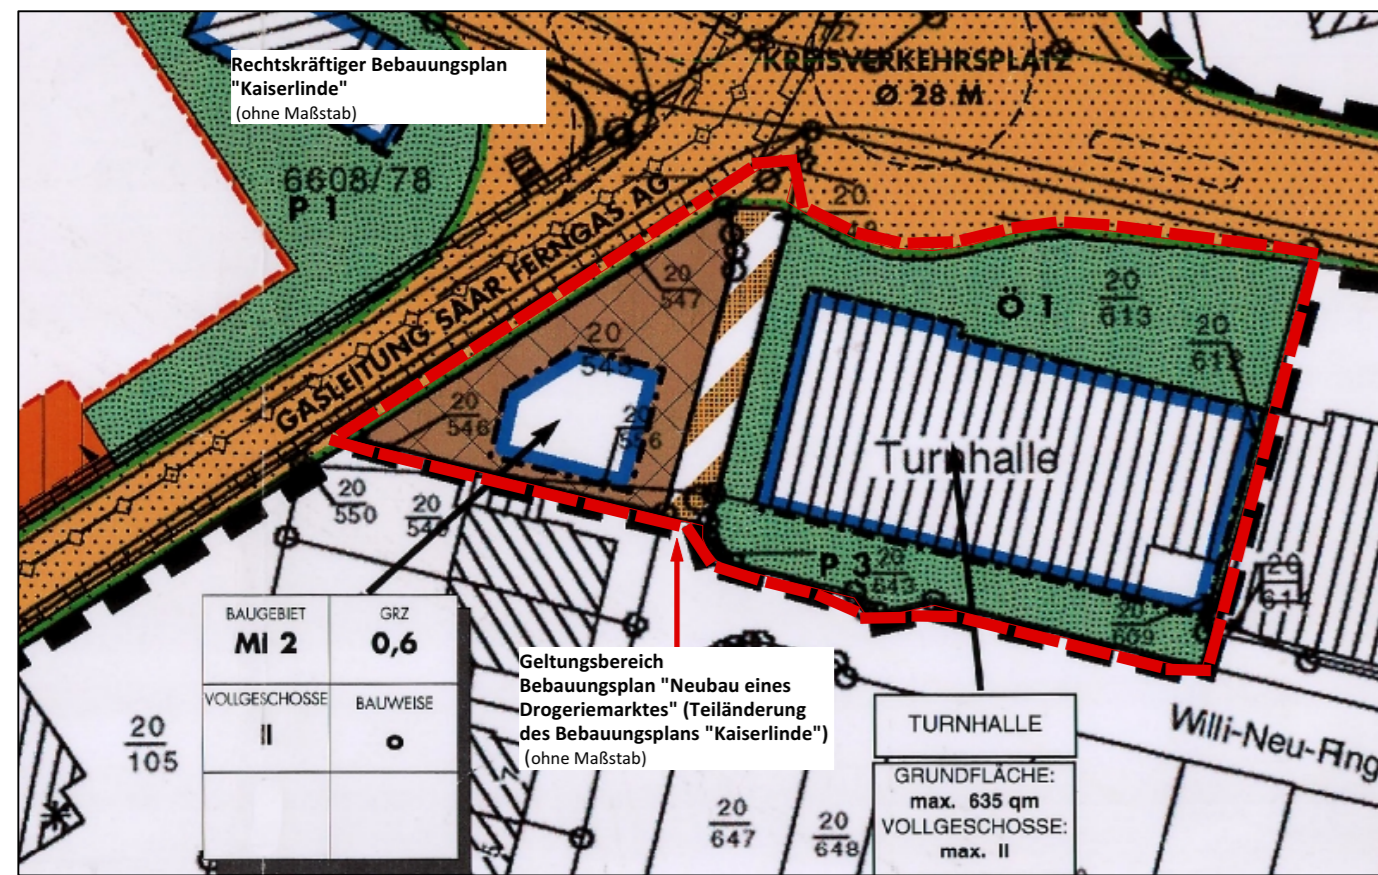 Rechtskräftiger Bebauungsplan
"Kaiserlinde"
(ohne Maßstab)
KREISVERKEHRSPLATZ
Ø 28 M
6608/78
P 1
GASLEITUNG SAAR FERNGAS AG
20
20
547
20
545
20
546
20
556
Ö 1
20
613
20
612
Turnhalle
20
550
20
P 3
20
643
20
609
20
614
BAUGEBIET
GRZ
MI 2
0,6
VOLLGESCHOSSE
BAUWEISE
II
o
Geltungsbereich
Bebauungsplan "Neubau eines
Drogeriemarktes" (Teiländerung
des Bebauungsplans "Kaiserlinde")
(ohne Maßstab)
TURNHALLE
GRUNDFLÄCHE:
max. 635 qm
VOLLGESCHOSSE:
max. II
Willi-Neu-Ring
20
105
20
647
20
648